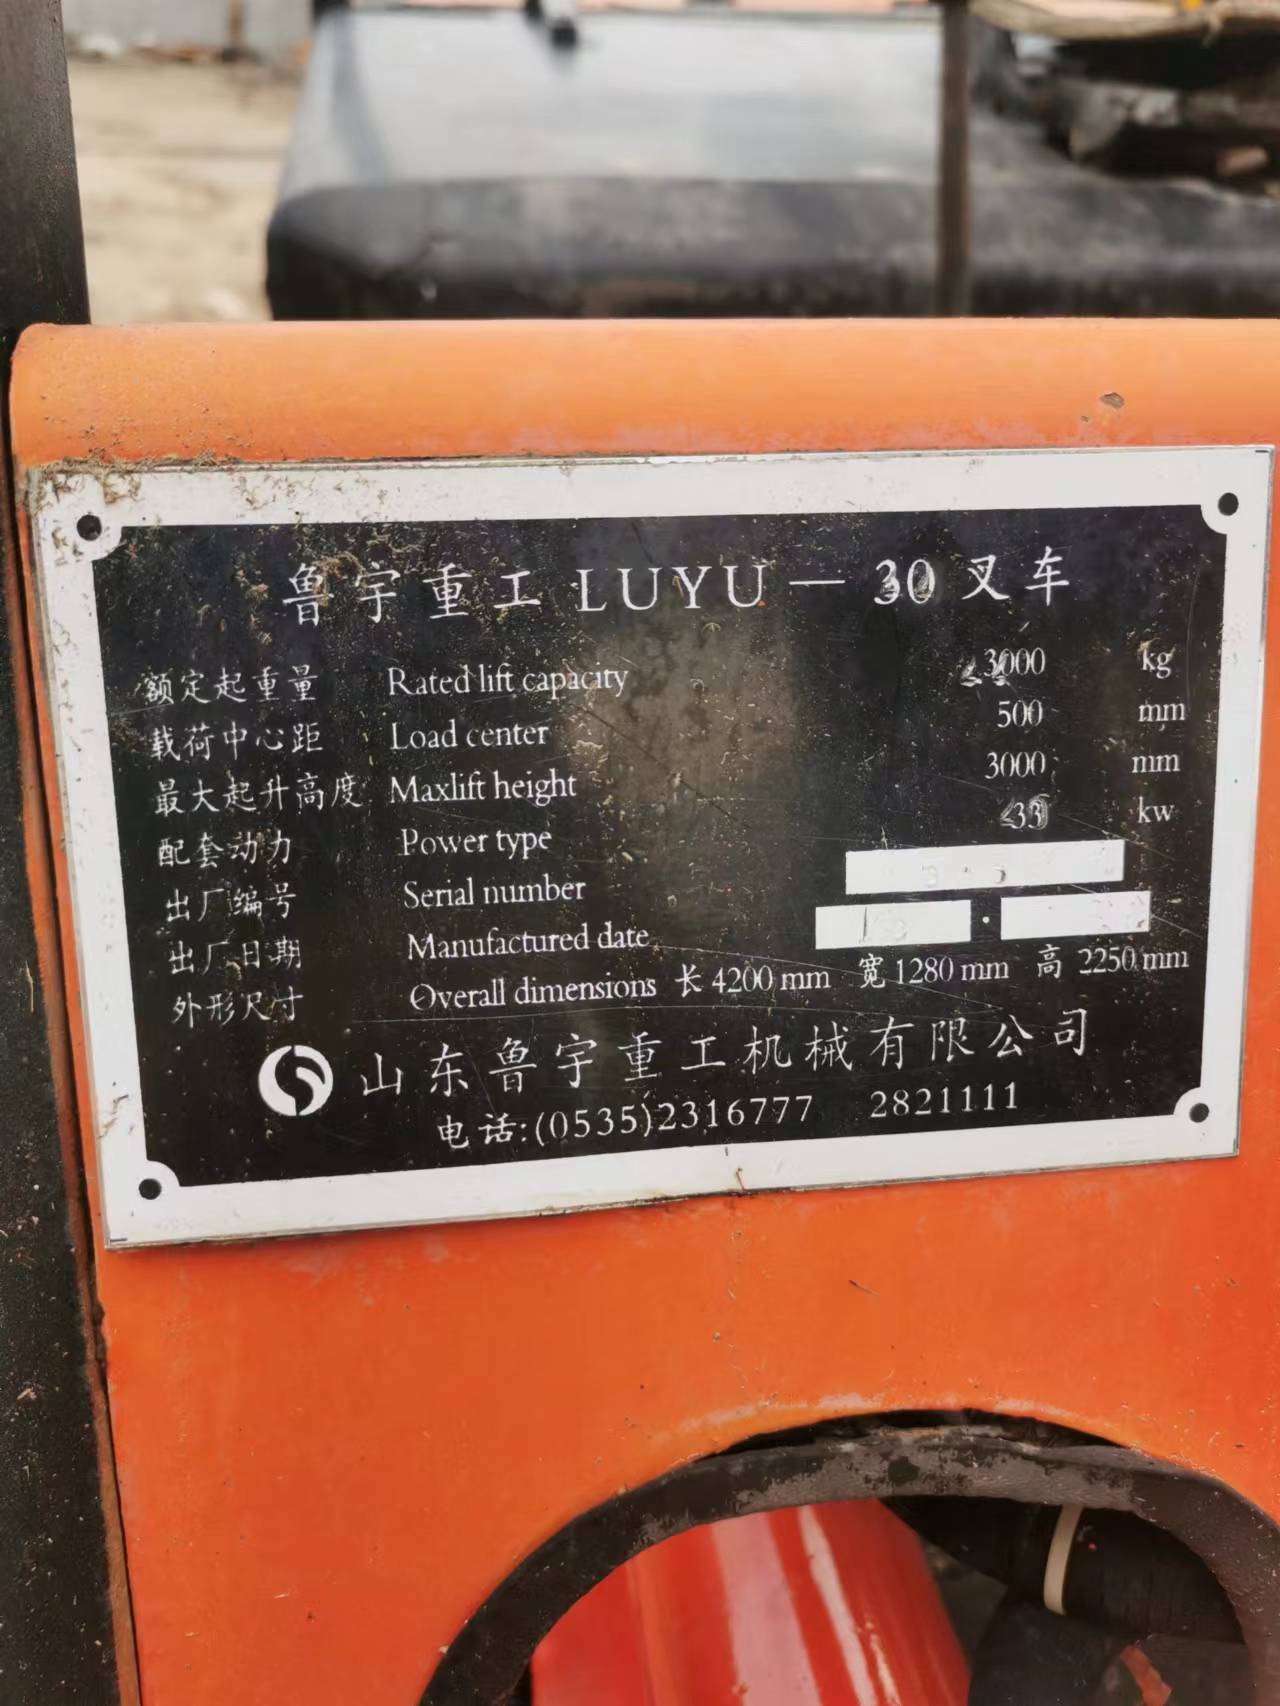 鲁宇重工 LUYU — 30 叉车
额定起重量 Rated lift capacity 3000 kg
载荷中心距 Load center 500 mm
最大起升高度 Maxlift height 3000 mm
配套动力 Power type 33 kw
出厂编号 Serial number
出厂日期 Manufactured date
外形尺寸 Overall dimensions 长 4200 mm 宽 1280 mm 高 2250 mm
山东鲁宇重工机械有限公司
电话:(0535)2316777 2821111